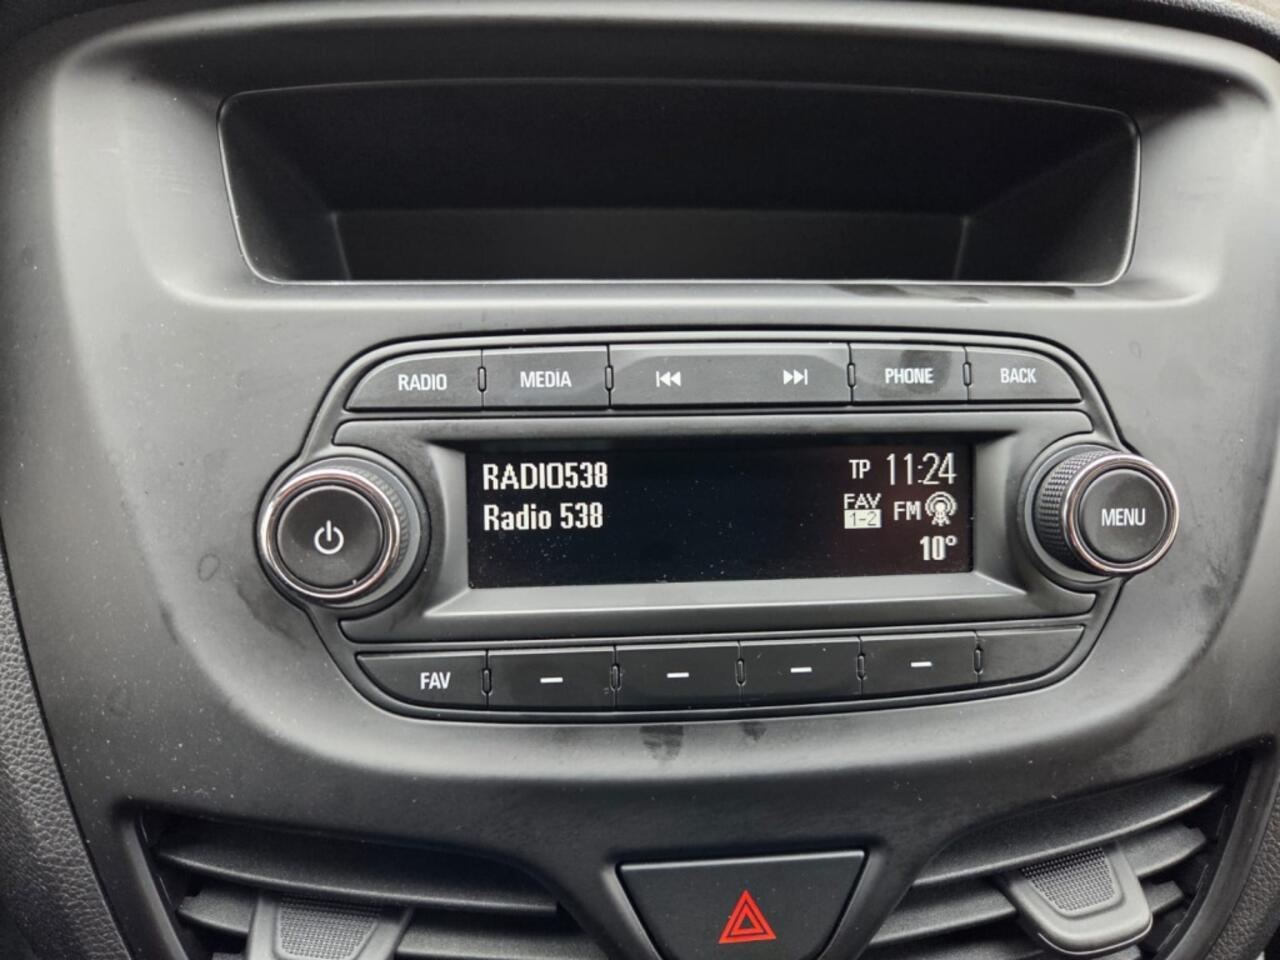 RADIO
MEDIA
PHONE
BACK
RADIO538
TP 11:24
Radio 538
FAV
1-2
FM
10°
MENU
FAV